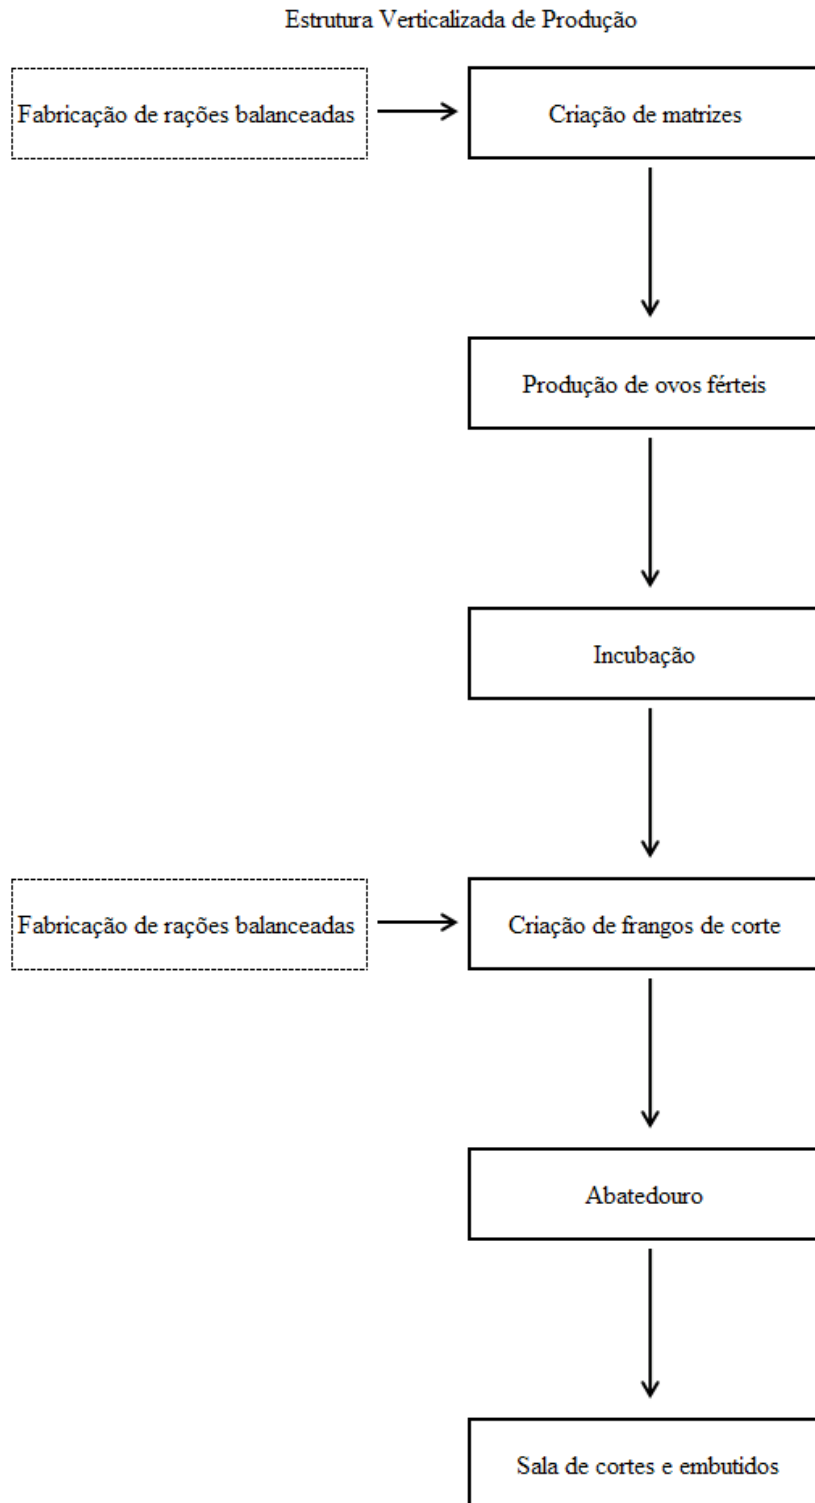 Estrutura Verticalizada de Produção
Fabricação de rações balanceadas
Criação de matrizes
Produção de ovos férteis
Incubação
Fabricação de rações balanceadas
Criação de frangos de corte
Abatedouro
Sala de cortes e embutidos